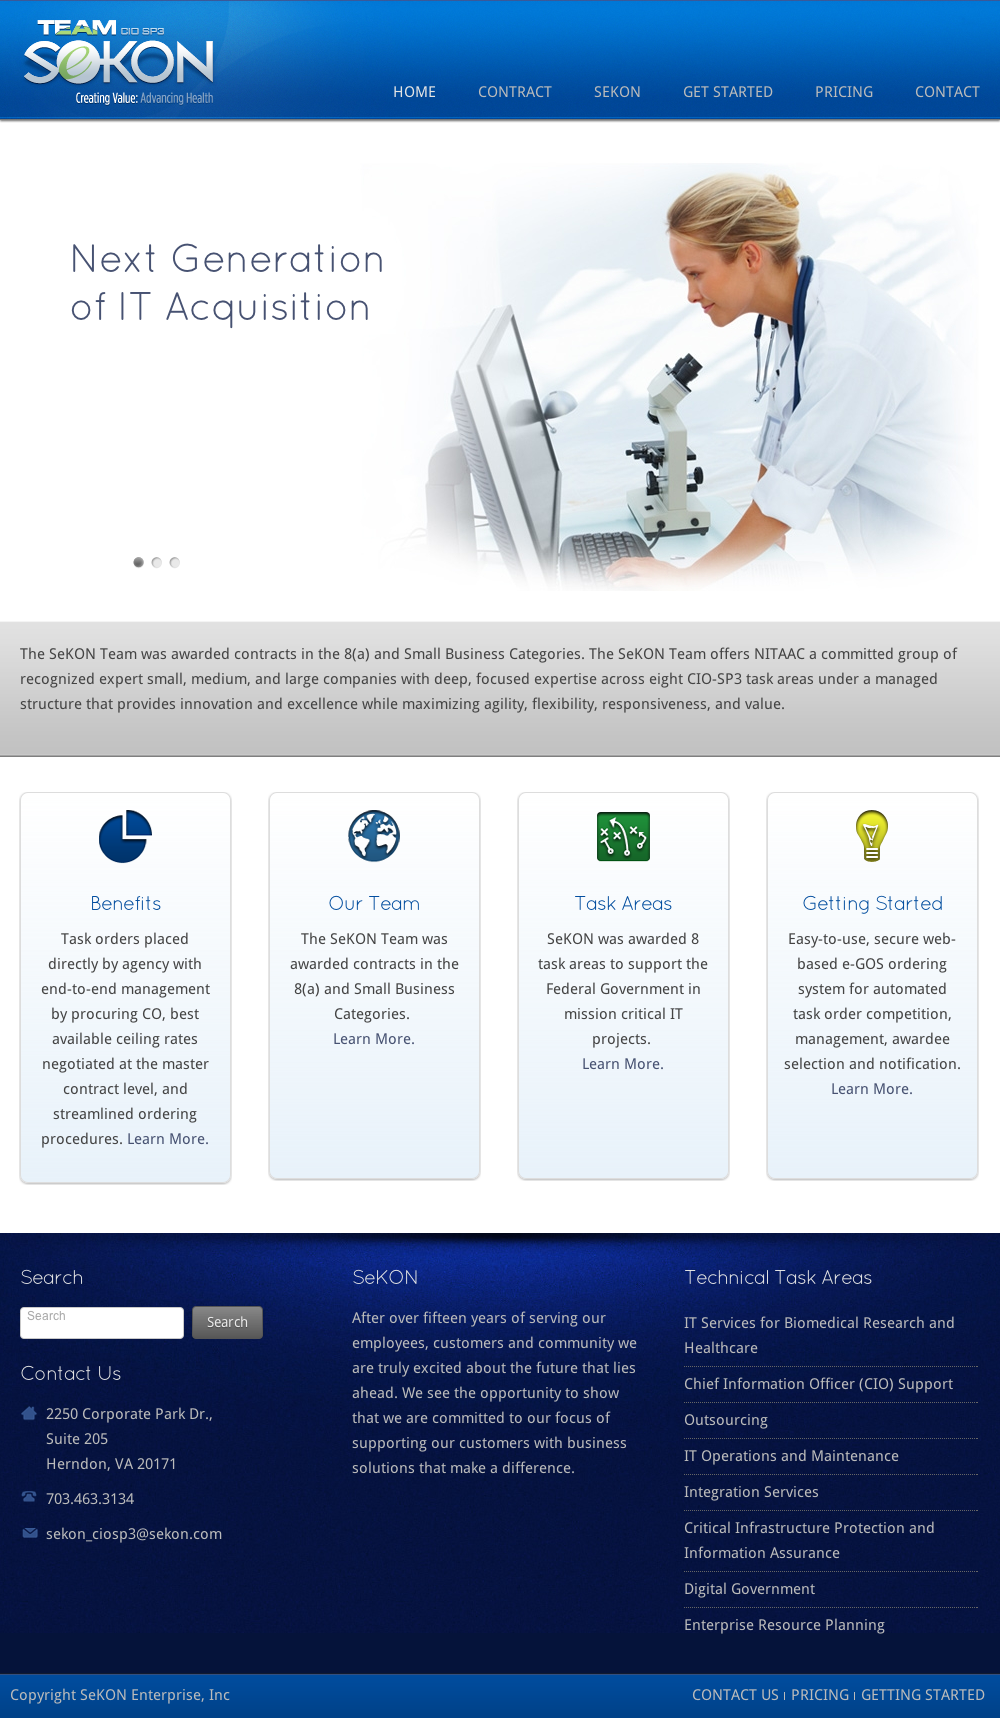 TEAM CIO SP3
SeKON
Creating Value: Advancing Health
HOME CONTRACT SEKON GET STARTED PRICING CONTACT
Next Generation
of IT Acquisition
The SeKON Team was awarded contracts in the 8(a) and Small Business Categories. The SeKON Team offers NITAAC a committed group of
recognized expert small, medium, and large companies with deep, focused expertise across eight CIO-SP3 task areas under a managed
structure that provides innovation and excellence while maximizing agility, flexibility, responsiveness, and value.
Benefits
Task orders placed
directly by agency with
end-to-end management
by procuring CO, best
available ceiling rates
negotiated at the master
contract level, and
streamlined ordering
procedures. Learn More.
Our Team
The SeKON Team was
awarded contracts in the
8(a) and Small Business
Categories.
Learn More.
Task Areas
SeKON was awarded 8
task areas to support the
Federal Government in
mission critical IT
projects.
Learn More.
Getting Started
Easy-to-use, secure web-
based e-GOS ordering
system for automated
task order competition,
management, awardee
selection and notification.
Learn More.
Search
Search
Search
Contact Us
2250 Corporate Park Dr.,
Suite 205
Herndon, VA 20171
703.463.3134
sekon_ciosp3@sekon.com
SeKON
After over fifteen years of serving our
employees, customers and community we
are truly excited about the future that lies
ahead. We see the opportunity to show
that we are committed to our focus of
supporting our customers with business
solutions that make a difference.
Technical Task Areas
IT Services for Biomedical Research and
Healthcare
Chief Information Officer (CIO) Support
Outsourcing
IT Operations and Maintenance
Integration Services
Critical Infrastructure Protection and
Information Assurance
Digital Government
Enterprise Resource Planning
Copyright SeKON Enterprise, Inc
CONTACT US | PRICING | GETTING STARTED